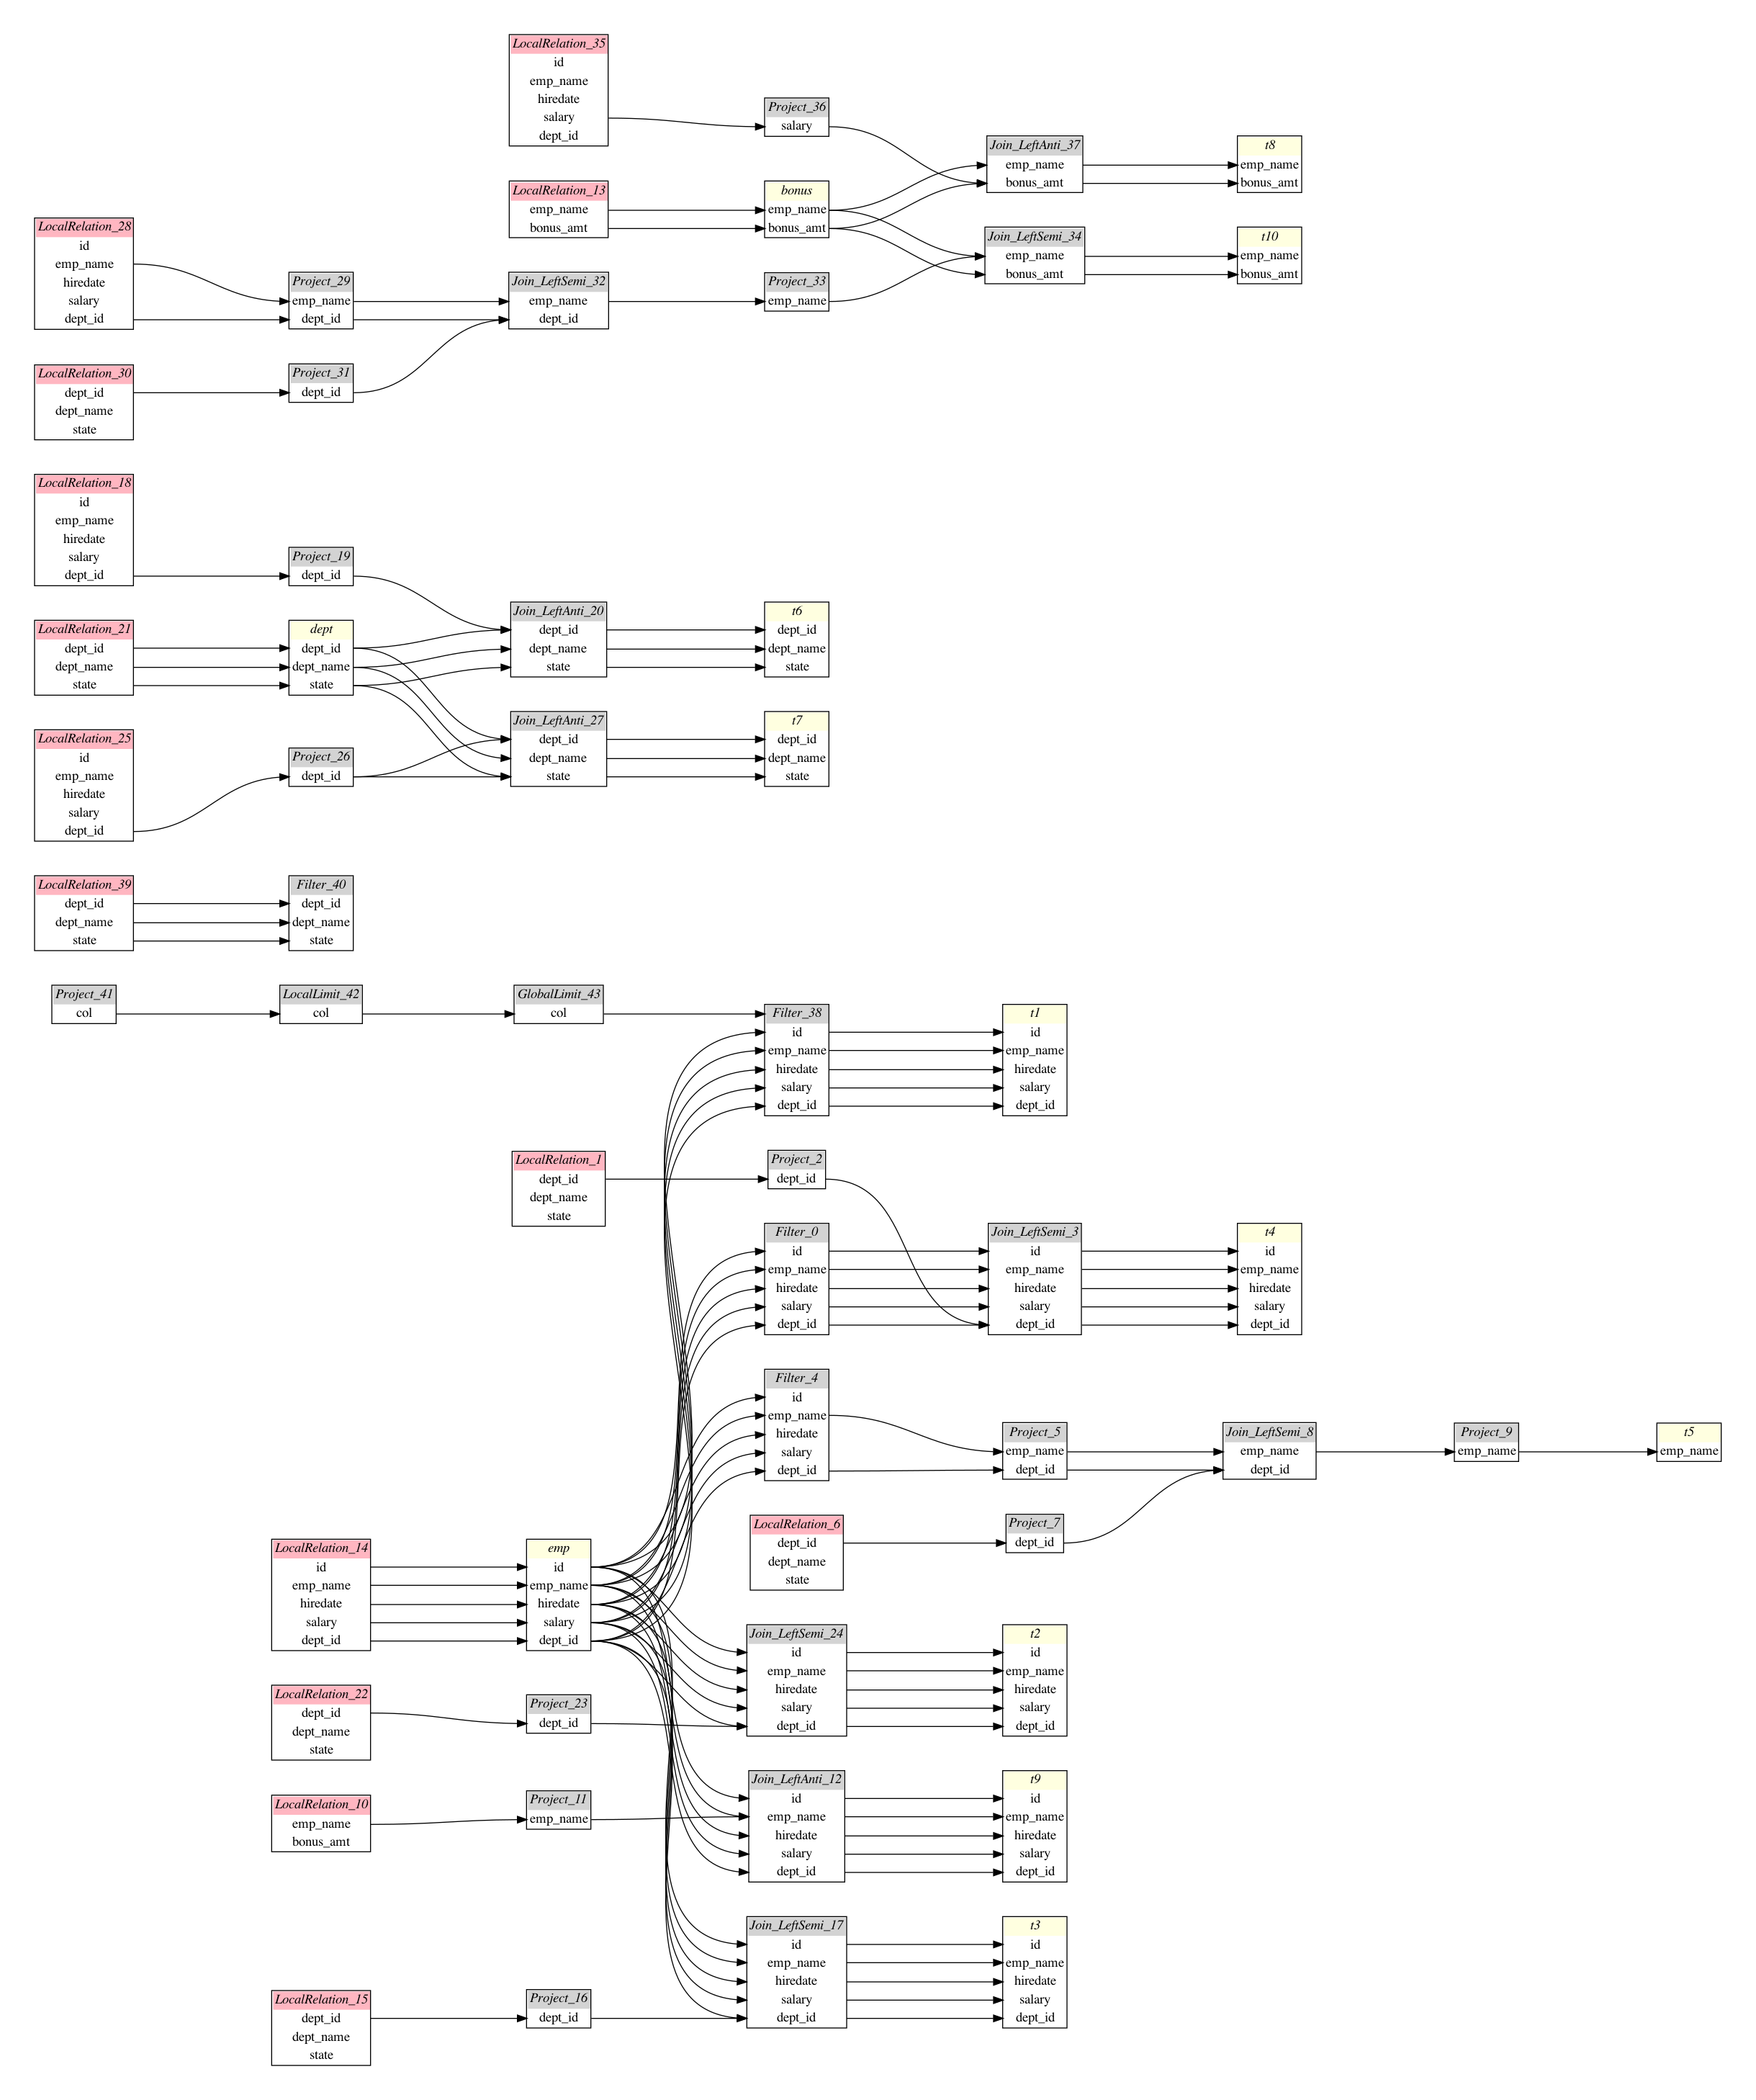 LocalRelation_35
id
emp_name
hiredate
salary
dept_id
Project_36
salary
Join_LeftAnti_37
emp_name
bonus_amt
t8
emp_name
bonus_amt
LocalRelation_13
emp_name
bonus_amt
bonus
emp_name
bonus_amt
LocalRelation_28
id
emp_name
hiredate
salary
dept_id
Join_LeftSemi_34
emp_name
bonus_amt
t10
emp_name
bonus_amt
Project_29
emp_name
dept_id
Join_LeftSemi_32
emp_name
dept_id
Project_33
emp_name
LocalRelation_30
dept_id
dept_name
state
Project_31
dept_id
LocalRelation_18
id
emp_name
hiredate
salary
dept_id
Project_19
dept_id
Join_LeftAnti_20
dept_id
dept_name
state
t6
dept_id
dept_name
state
LocalRelation_21
dept_id
dept_name
state
dept
dept_id
dept_name
state
Join_LeftAnti_27
dept_id
dept_name
state
t7
dept_id
dept_name
state
LocalRelation_25
id
emp_name
hiredate
salary
dept_id
Project_26
dept_id
LocalRelation_39
dept_id
dept_name
state
Filter_40
dept_id
dept_name
state
Project_41
col
LocalLimit_42
col
GlobalLimit_43
col
Filter_38
id
emp_name
hiredate
salary
dept_id
t1
id
emp_name
hiredate
salary
dept_id
LocalRelation_1
dept_id
dept_name
state
Project_2
dept_id
Filter_0
id
emp_name
hiredate
salary
dept_id
Join_LeftSemi_3
id
emp_name
hiredate
salary
dept_id
t4
id
emp_name
hiredate
salary
dept_id
Filter_4
id
emp_name
hiredate
salary
dept_id
Project_5
emp_name
dept_id
Join_LeftSemi_8
emp_name
dept_id
Project_9
emp_name
t5
emp_name
LocalRelation_6
dept_id
dept_name
state
Project_7
dept_id
LocalRelation_14
id
emp_name
hiredate
salary
dept_id
emp
id
emp_name
hiredate
salary
dept_id
Join_LeftSemi_24
id
emp_name
hiredate
salary
dept_id
t2
id
emp_name
hiredate
salary
dept_id
LocalRelation_22
dept_id
dept_name
state
Project_23
dept_id
Join_LeftAnti_12
id
emp_name
hiredate
salary
dept_id
t9
id
emp_name
hiredate
salary
dept_id
LocalRelation_10
emp_name
bonus_amt
Project_11
emp_name
Join_LeftSemi_17
id
emp_name
hiredate
salary
dept_id
t3
id
emp_name
hiredate
salary
dept_id
LocalRelation_15
dept_id
dept_name
state
Project_16
dept_id